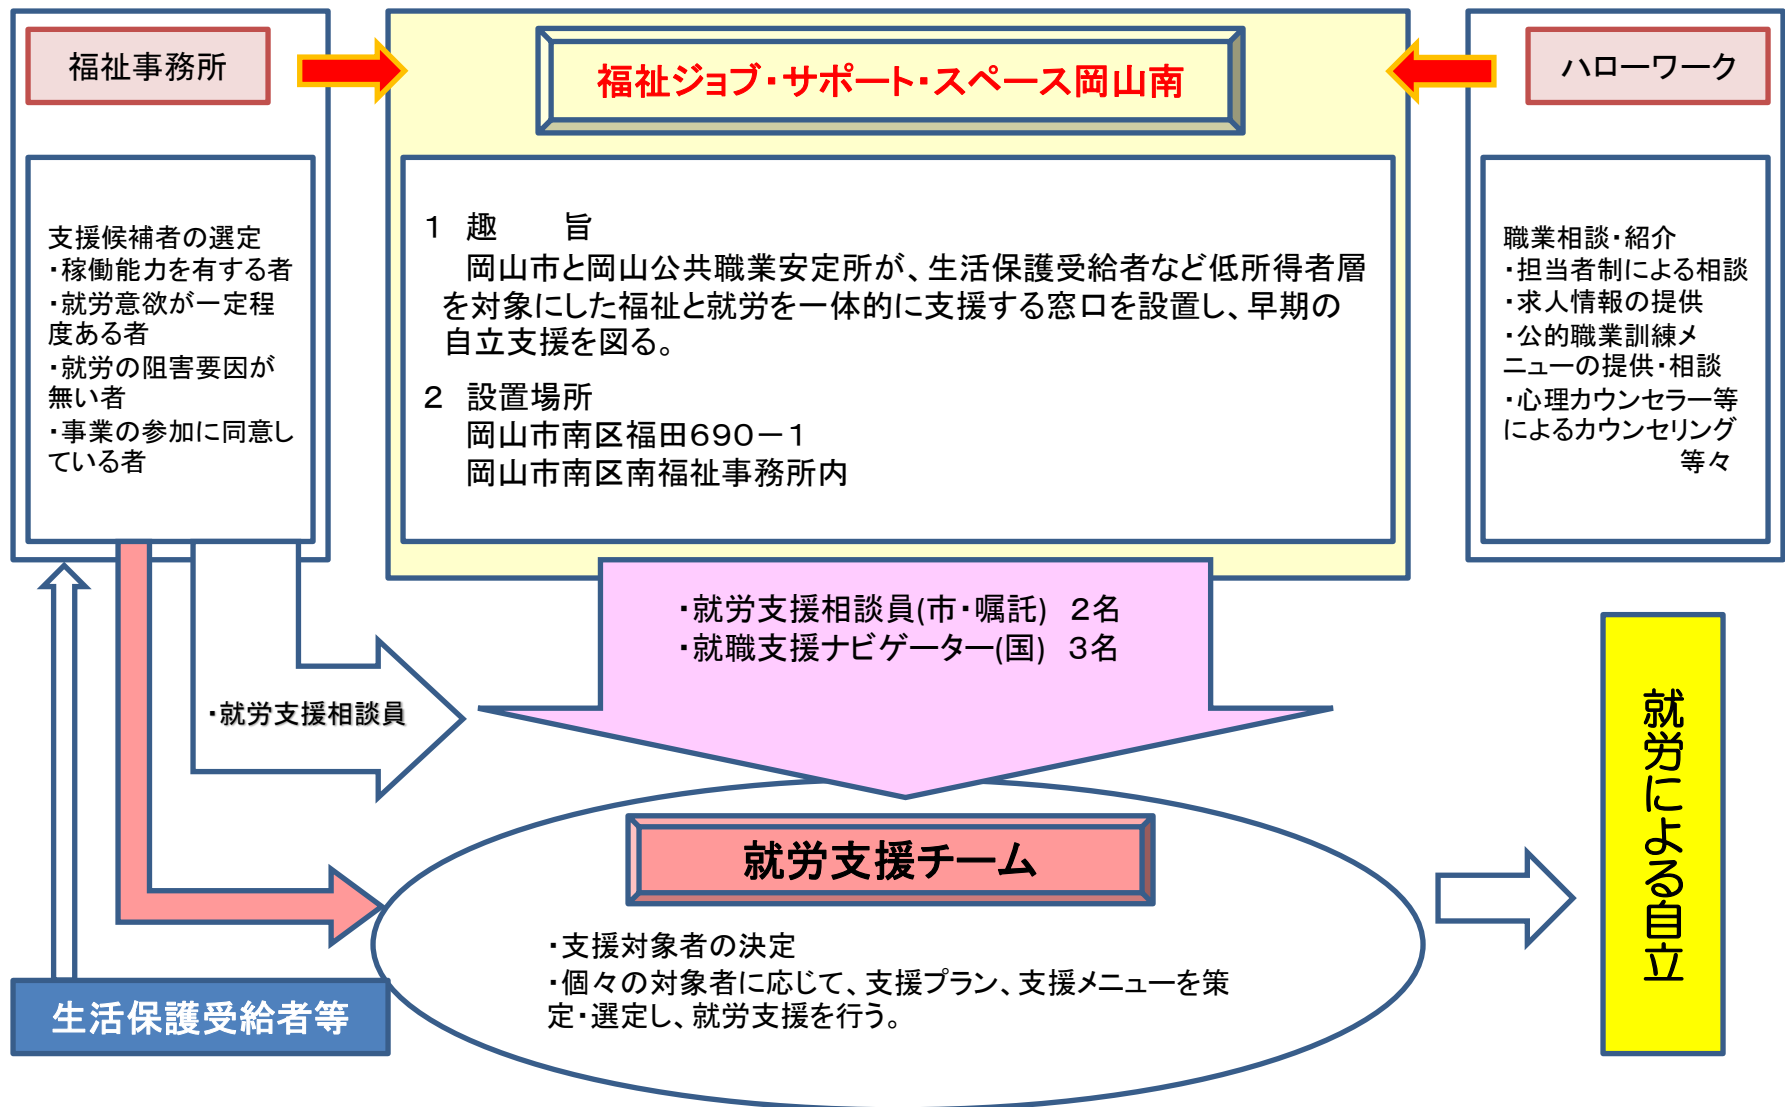 福祉事務所
支援候補者の選定
・稼働能力を有する者
・就労意欲が一定程
度ある者
・就労の阻害要因が
無い者
・事業の参加に同意し
ている者
福祉ジョブ・サポート・スペース岡山南
1　趣　　旨
岡山市と岡山公共職業安定所が、生活保護受給者など低所得者層
を対象にした福祉と就労を一体的に支援する窓口を設置し、早期の
自立支援を図る。
2　設置場所
岡山市南区福田690－1
岡山市南区南福祉事務所内
ハローワーク
職業相談・紹介
・担当者制による相談
・求人情報の提供
・公的職業訓練メ
ニューの提供・相談
・心理カウンセラー等
によるカウンセリング
等々
・就労支援相談員(市・嘱託)　2名
・就職支援ナビゲーター(国)　3名
・就労支援相談員
就労支援チーム
・支援対象者の決定
・個々の対象者に応じて、支援プラン、支援メニューを策
定・選定し、就労支援を行う。
生活保護受給者等
就労による自立